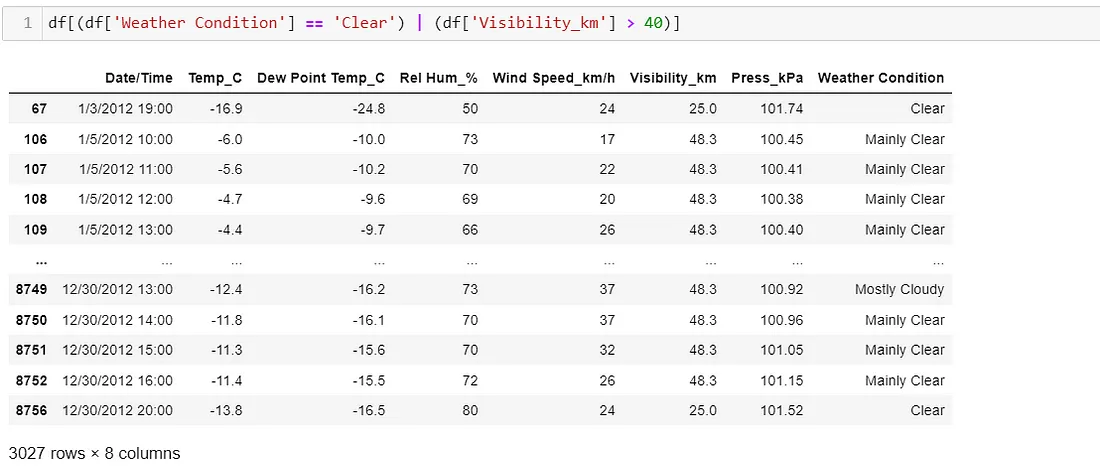 1 df[(df['Weather Condition'] == 'Clear') | (df['Visibility_km'] > 40)]
Date/Time Temp_C Dew Point Temp_C Rel Hum_% Wind Speed_km/h Visibility_km Press_kPa Weather Condition
67 1/3/2012 19:00 -16.9 -24.8 50 24 25.0 101.74 Clear
106 1/5/2012 10:00 -6.0 -10.0 73 17 48.3 100.45 Mainly Clear
107 1/5/2012 11:00 -5.6 -10.2 70 22 48.3 100.41 Mainly Clear
108 1/5/2012 12:00 -4.7 -9.6 69 20 48.3 100.38 Mainly Clear
109 1/5/2012 13:00 -4.4 -9.7 66 26 48.3 100.40 Mainly Clear
... ... ... ... ... ... ... ... ...
8749 12/30/2012 13:00 -12.4 -16.2 73 37 48.3 100.92 Mostly Cloudy
8750 12/30/2012 14:00 -11.8 -16.1 70 37 48.3 100.96 Mainly Clear
8751 12/30/2012 15:00 -11.3 -15.6 70 32 48.3 101.05 Mainly Clear
8752 12/30/2012 16:00 -11.4 -15.5 72 26 48.3 101.15 Mainly Clear
8756 12/30/2012 20:00 -13.8 -16.5 80 24 25.0 101.52 Clear
3027 rows × 8 columns